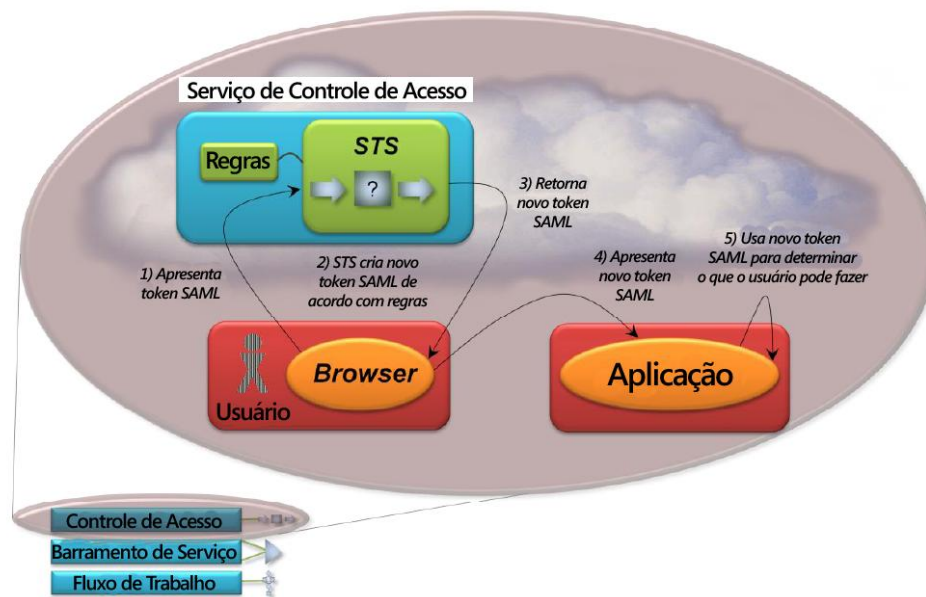 Serviço de Controle de Acesso
Regras
STS
?
3) Retorna
novo token
SAML
1) Apresenta
token SAML
2) STS cria novo
token SAML de
acordo com regras
4) Apresenta
novo token
SAML
5) Usa novo token
SAML para determinar
o que o usuário pode fazer
Usuário
Browser
Aplicação
Controle de Acesso
Barramento de Serviço
Fluxo de Trabalho